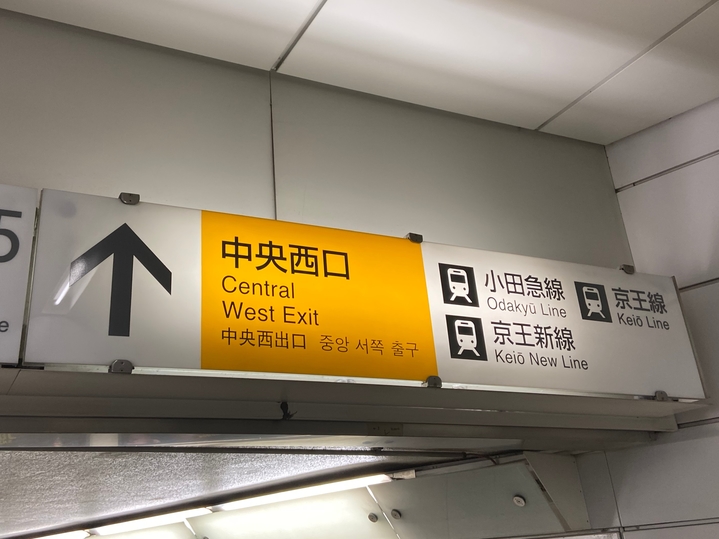 5
e
中央西口
Central
West Exit
中央西出口 중앙 서쪽 출구
小田急線
Odakyū Line
京王線
Keiō Line
京王新線
Keiō New Line